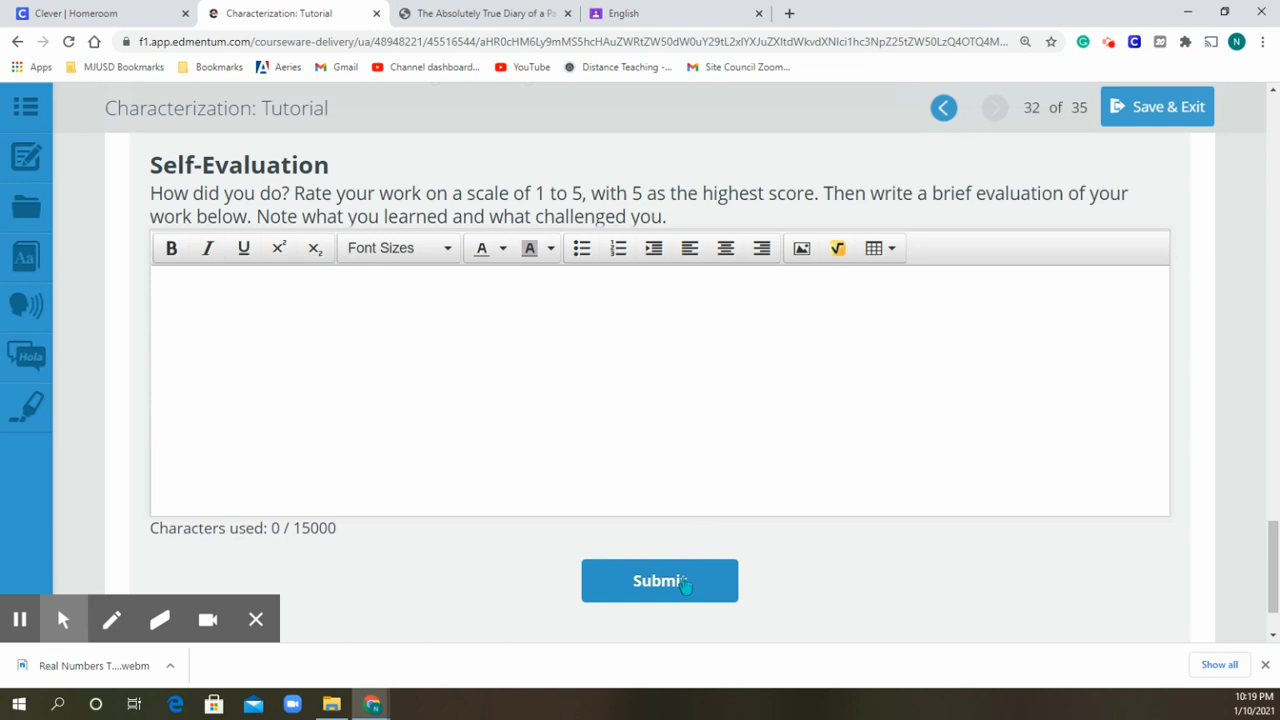 Clever | Homeroom
Characterization: Tutorial
The Absolutely True Diary of a Pa
English
f1.app.edmentum.com/courseware-delivery/ua/48948221/45516544/
Apps
MJUSD Bookmarks
Bookmarks
Aeries
Gmail
Channel dashboard...
YouTube
Distance Teaching -...
Site Council Zoom...
Characterization: Tutorial
32 of 35
Save & Exit
Self-Evaluation
How did you do? Rate your work on a scale of 1 to 5, with 5 as the highest score. Then write a brief evaluation of your
work below. Note what you learned and what challenged you.
B I U X² X₂ Font Sizes A A
Aa
Hola
Characters used: 0 / 15000
Submit
Real Numbers T....webm
Show all
10:19 PM
1/10/2021